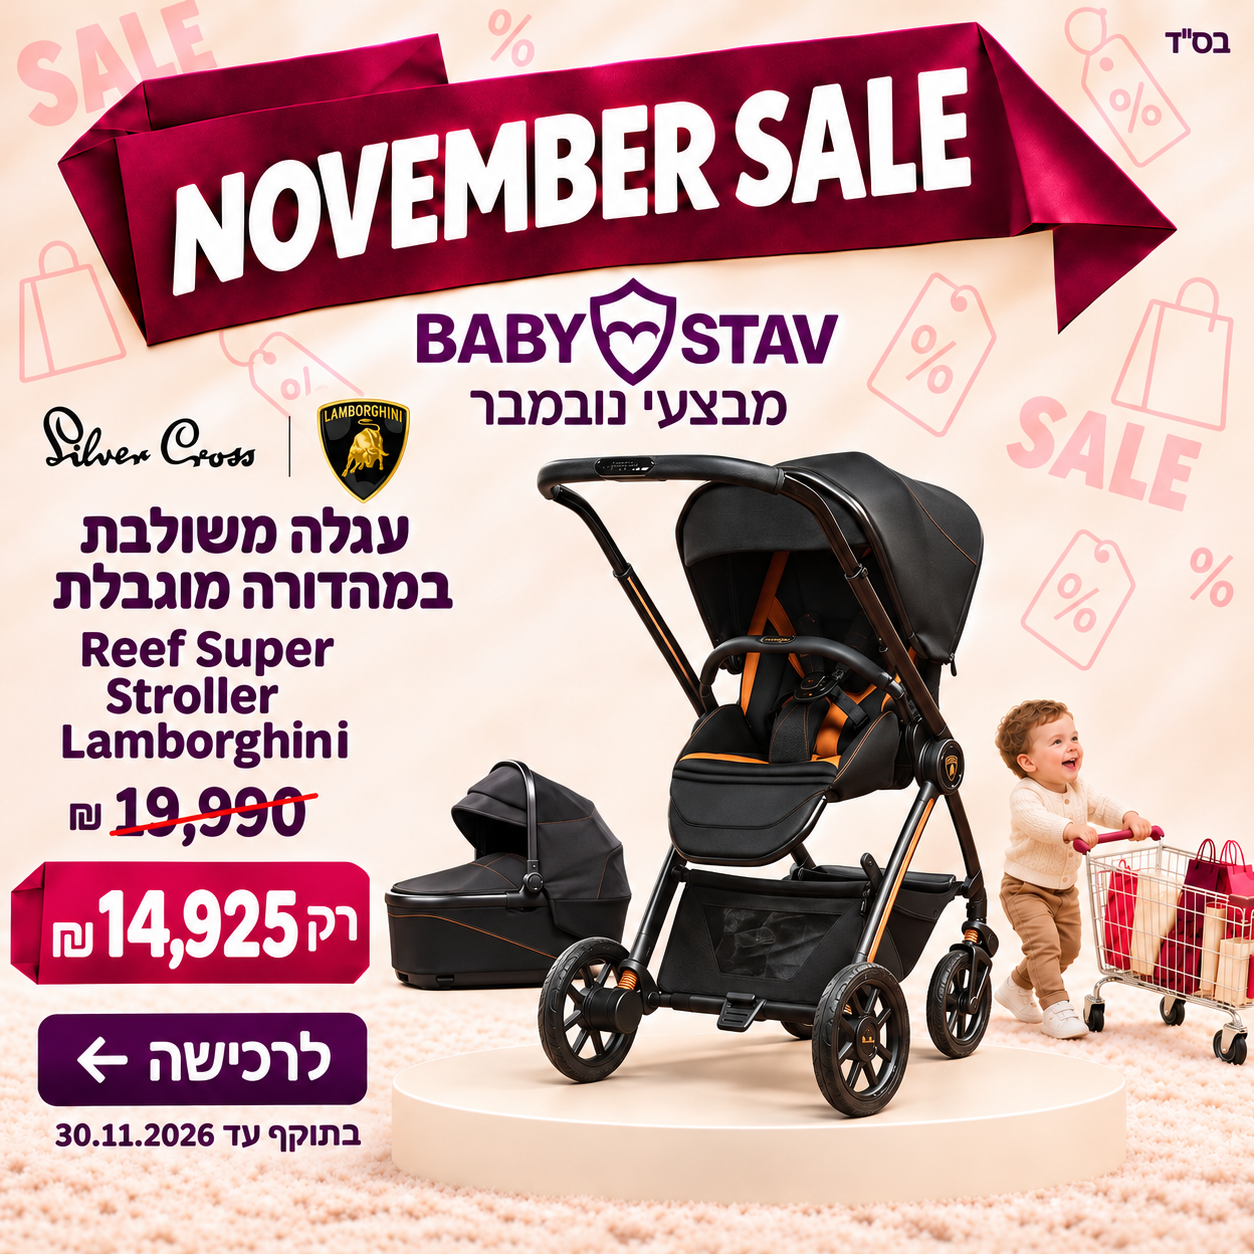 בס"ד
SALE
%
%
NOVEMBER SALE
BABY STAV
מבצעי נובמבר
%
%
Silver Cross
LAMBORGHINI
SALE
עגלה משולבת
במהדורה מוגבלת
%
%
Reef Super
Stroller
Lamborghini
19,990 ₪
רק 14,925 ₪
לרכישה ←
בתוקף עד 30.11.2026